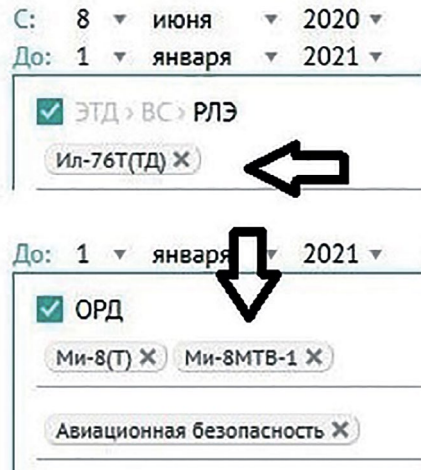 С: 8 июня 2020
До: 1 января 2021
ЭТД > ВС > РЛЭ
Ил-76Т(ТД) ×
До: 1 января 2021
ОРД
Ми-8(Т) × Ми-8МТВ-1 ×
Авиационная безопасность ×